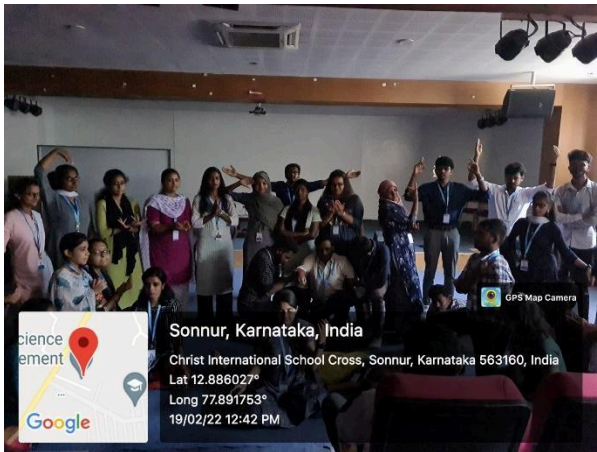 GPS Map Camera
cience
ement
Google
Sonnur, Karnataka, India
Christ International School Cross, Sonnur, Karnataka 563160, India
Lat 12.886027°
Long 77.891753°
19/02/22 12:42 PM